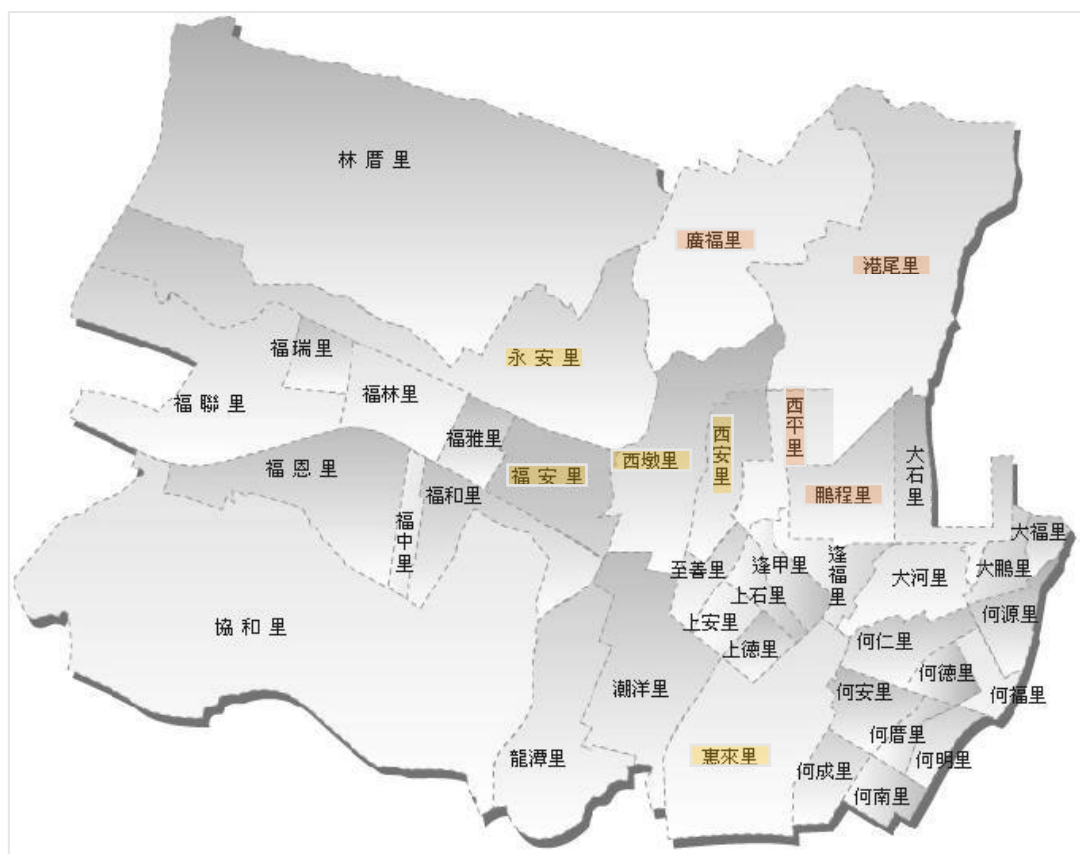 林厝里
廣福里
港尾里
福瑞里
永安里
福林里
福聯里
西平里
福雅里
西安里
西墩里
大石里
福恩里
福安里
福和里
鵬程里
福中里
大福里
至善里
逢甲里
逢福里
大河里
大鵬里
上石里
上安里
何源里
協和里
上德里
何仁里
何德里
潮洋里
何安里
何福里
何厝里
龍潭里
惠來里
何成里
何明里
何南里